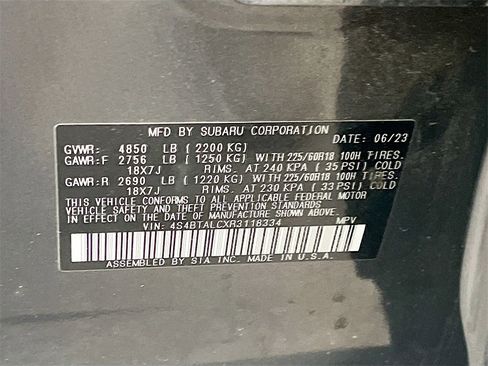 MFD BY SUBARU CORPORATION
GVWR: 4850 LB ( 2200 KG) DATE: 06/23
GAWR:F 2756 LB ( 1250 KG) WITH 225/60R18 100H TIRES.
18X7J RIMS. AT 240 KPA ( 35 PSI) COLD
GAWR:R 2690 LB ( 1220 KG) WITH 225/60R18 100H TIRES.
18X7J RIMS. AT 230 KPA ( 33 PSI) COLD
THIS VEHICLE CONFORMS TO ALL APPLICABLE FEDERAL MOTOR
VEHICLE SAFETY AND THEFT PREVENTION STANDARDS IN EFFECT ON THE
DATE OF MANUFACTURE SHOWN ABOVE.
VIN: 4S4BTALCXR3118334 MPV
ASSEMBLED BY SIA INC. MADE IN U.S.A.